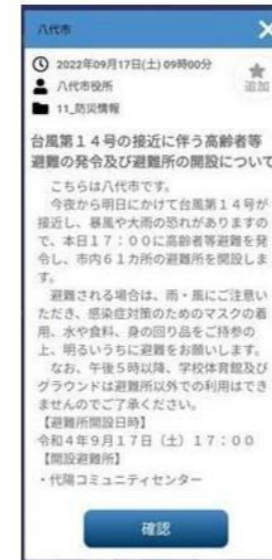 八代市
2022年09月17日(土) 09時00分
八代市役所
追加
11_防災情報
台風第１４号の接近に伴う高齢者等
避難の発令及び避難所の開設について
こちらは八代市です。
今夜から明日にかけて台風第１４号が
接近し、暴風や大雨の恐れがありますの
で、本日１７：００に高齢者等避難を発
令し、市内６１カ所の避難所を開設しま
す。
避難される場合は、雨・風にご注意い
ただき、感染症対策のためのマスクの着
用、水や食料、身の回り品をご持参の
上、明るいうちに避難をお願いします。
なお、午後５時以降、学校体育館及び
グラウンドは避難所以外での利用はでき
ませんのでご了承ください。
【避難所開設日時】
令和４年９月１７日（土）１７：００
【開設避難所】
・代陽コミュニティセンター
確認